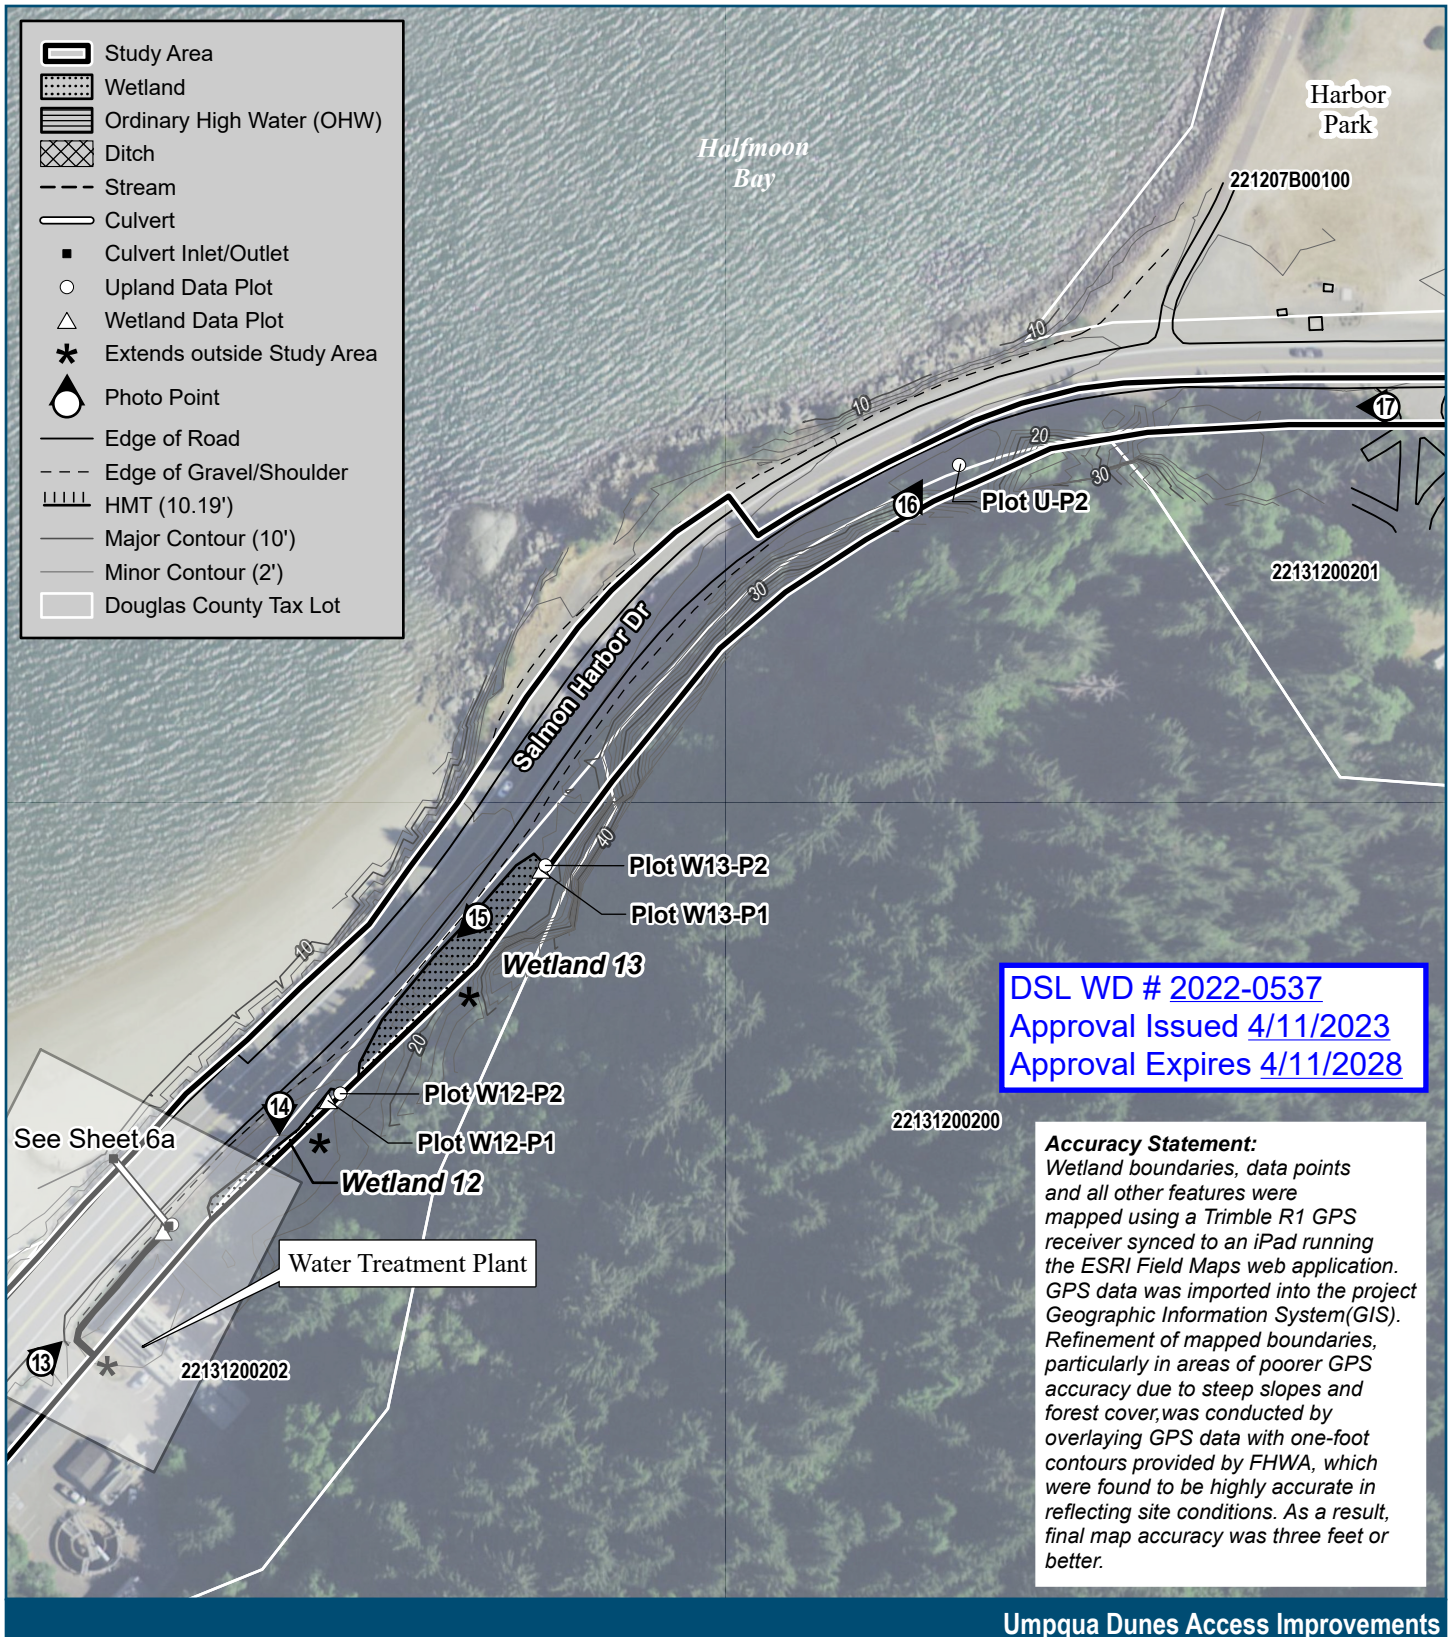 Study Area
Wetland
Ordinary High Water (OHW)
Ditch
Stream
Culvert
Culvert Inlet/Outlet
Upland Data Plot
Wetland Data Plot
Extends outside Study Area
Photo Point
Edge of Road
Edge of Gravel/Shoulder
HMT (10.19')
Major Contour (10')
Minor Contour (2')
Douglas County Tax Lot
Halfmoon
Bay
Harbor
Park
221207B00100
10
10
17
20
30
16
Plot U-P2
22131200201
30
Salmon Harbor Dr
40
Plot W13-P2
15
Plot W13-P1
10
Wetland 13
20
DSL WD # 2022-0537
Approval Issued 4/11/2023
Approval Expires 4/11/2028
Plot W12-P2
14
Plot W12-P1
22131200200
See Sheet 6a
Wetland 12
Water Treatment Plant
13
22131200202
Accuracy Statement:
Wetland boundaries, data points
and all other features were
mapped using a Trimble R1 GPS
receiver synced to an iPad running
the ESRI Field Maps web application.
GPS data was imported into the project
Geographic Information System(GIS).
Refinement of mapped boundaries,
particularly in areas of poorer GPS
accuracy due to steep slopes and
forest cover,was conducted by
overlaying GPS data with one-foot
contours provided by FHWA, which
were found to be highly accurate in
reflecting site conditions. As a result,
final map accuracy was three feet or
better.
Umpqua Dunes Access Improvements